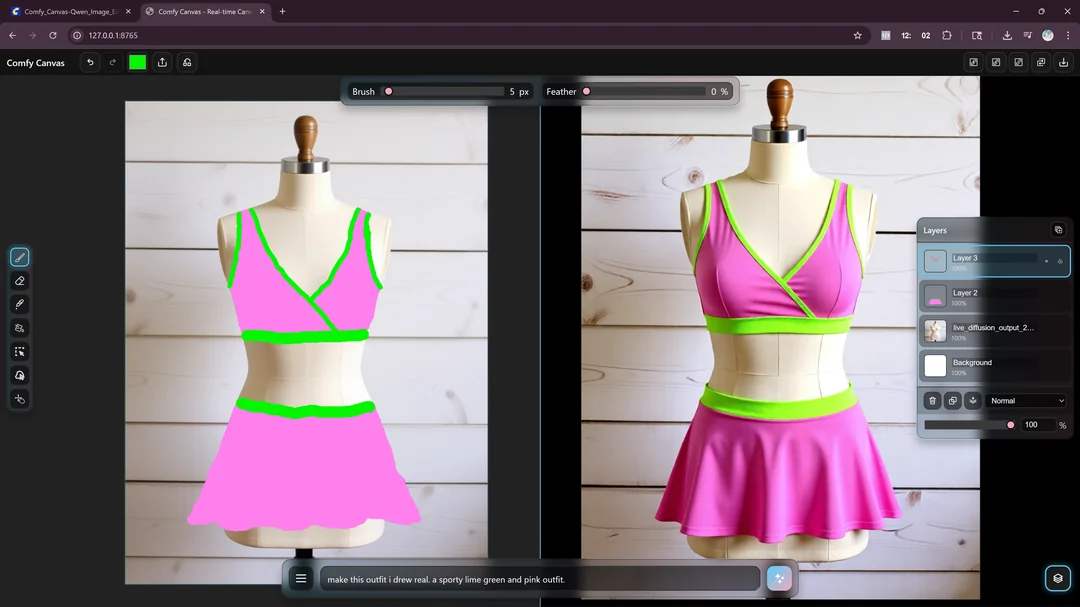 Comfy_Canvas-Qwen_Image_E
Comfy Canvas - Real-time Can
127.0.0.1:8765
12:
02
Comfy Canvas
Brush
5 px
Feather
0 %
Layers
Layer 3
100%
Layer 2
100%
live_diffusion_output_2...
100%
Background
100%
Normal
100
%
make this outfit i drew real. a sporty lime green and pink outfit.